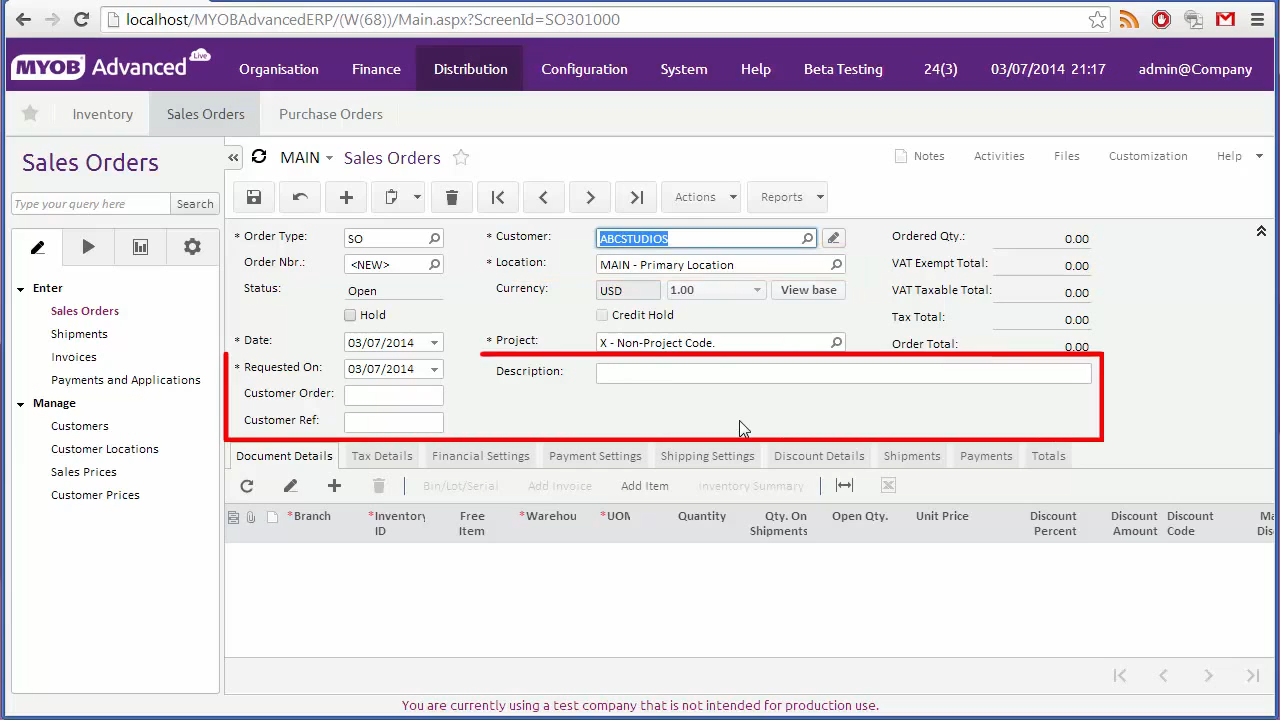 localhost/MYOBAdvancedERP/(W(68))/Main.aspx?ScreenId=SO301000
MYOB Advanced Live Organisation Finance Distribution Configuration System Help Beta Testing 24(3) 03/07/2014 21:17 admin@Company
Inventory Sales Orders Purchase Orders
Sales Orders
MAIN Sales Orders Notes Activities Files Customization Help
Type your query here Search
Actions Reports
Enter
Sales Orders
Shipments
Invoices
Payments and Applications
Manage
Customers
Customer Locations
Sales Prices
Customer Prices
* Order Type: SO * Customer: ABCSTUDIOS Ordered Qty.: 0.00
Order Nbr.: <NEW> * Location: MAIN - Primary Location VAT Exempt Total: 0.00
Status: Open Currency: USD 1.00 View base VAT Taxable Total: 0.00
Hold Credit Hold Tax Total: 0.00
* Date: 03/07/2014 * Project: X - Non-Project Code. Order Total: 0.00
* Requested On: 03/07/2014 Description:
Customer Order:
Customer Ref:
Document Details Tax Details Financial Settings Payment Settings Shipping Settings Discount Details Shipments Payments Totals
Bin/Lot/Serial Add Invoice Add Item Inventory Summary
*Branch *Inventory ID Free Item *Warehou *UOM Quantity Qty. On Shipments Open Qty. Unit Price Discount Percent Discount Amount Discount Code Ma Disc
You are currently using a test company that is not intended for production use.